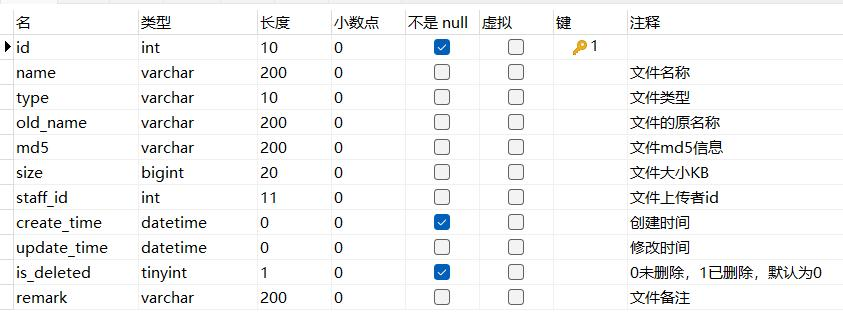 名 类型 长度 小数点 不是 null 虚拟 键 注释
id int 10 0 1
name varchar 200 0 文件名称
type varchar 10 0 文件类型
old_name varchar 200 0 文件的原名称
md5 varchar 200 0 文件md5信息
size bigint 20 0 文件大小KB
staff_id int 11 0 文件上传者id
create_time datetime 0 0 创建时间
update_time datetime 0 0 修改时间
is_deleted tinyint 1 0 0未删除，1已删除，默认为0
remark varchar 200 0 文件备注